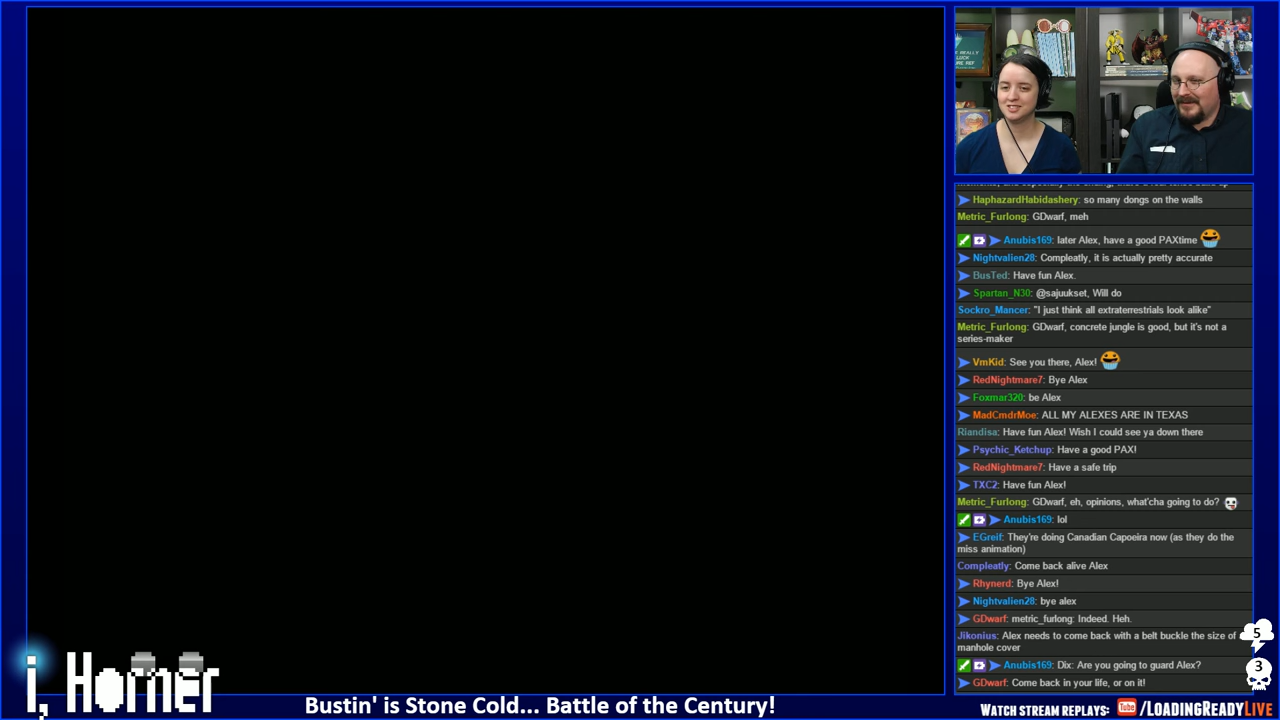 HaphazardHabidashery: so many dongs on the walls
Metric_Furlong: GDwarf, meh
Anubis169: later Alex, have a good PAXtime
Nightvalien28: Compleatly, it is actually pretty accurate
BusTed: Have fun Alex.
Spartan_N30: @sajuukset, Will do
Sockro_Mancer: "I just think all extraterrestrials look alike"
Metric_Furlong: GDwarf, concrete jungle is good, but it's not a
series-maker
VmKid: See you there, Alex!
RedNightmare7: Bye Alex
Foxmar320: be Alex
MadCmdrMoe: ALL MY ALEXES ARE IN TEXAS
Riandisa: Have fun Alex! Wish I could see ya down there
Psychic_Ketchup: Have a good PAX!
RedNightmare7: Have a safe trip
TXC2: Have fun Alex!
Metric_Furlong: GDwarf, eh, opinions, what'cha going to do?
Anubis169: lol
EGreif: They're doing Canadian Capoeira now (as they do the
miss animation)
Compleatly: Come back alive Alex
Rhynerd: Bye Alex!
Nightvalien28: bye alex
GDwarf: metric_furlong: Indeed. Heh.
Jikonius: Alex needs to come back with a belt buckle the size of
manhole cover
Anubis169: Dix: Are you going to guard Alex?
GDwarf: Come back in your life, or on it!
5
3
i, Horner
Bustin' is Stone Cold... Battle of the Century!
WATCH STREAM REPLAYS: YouTube /LOADINGREADYLIVE